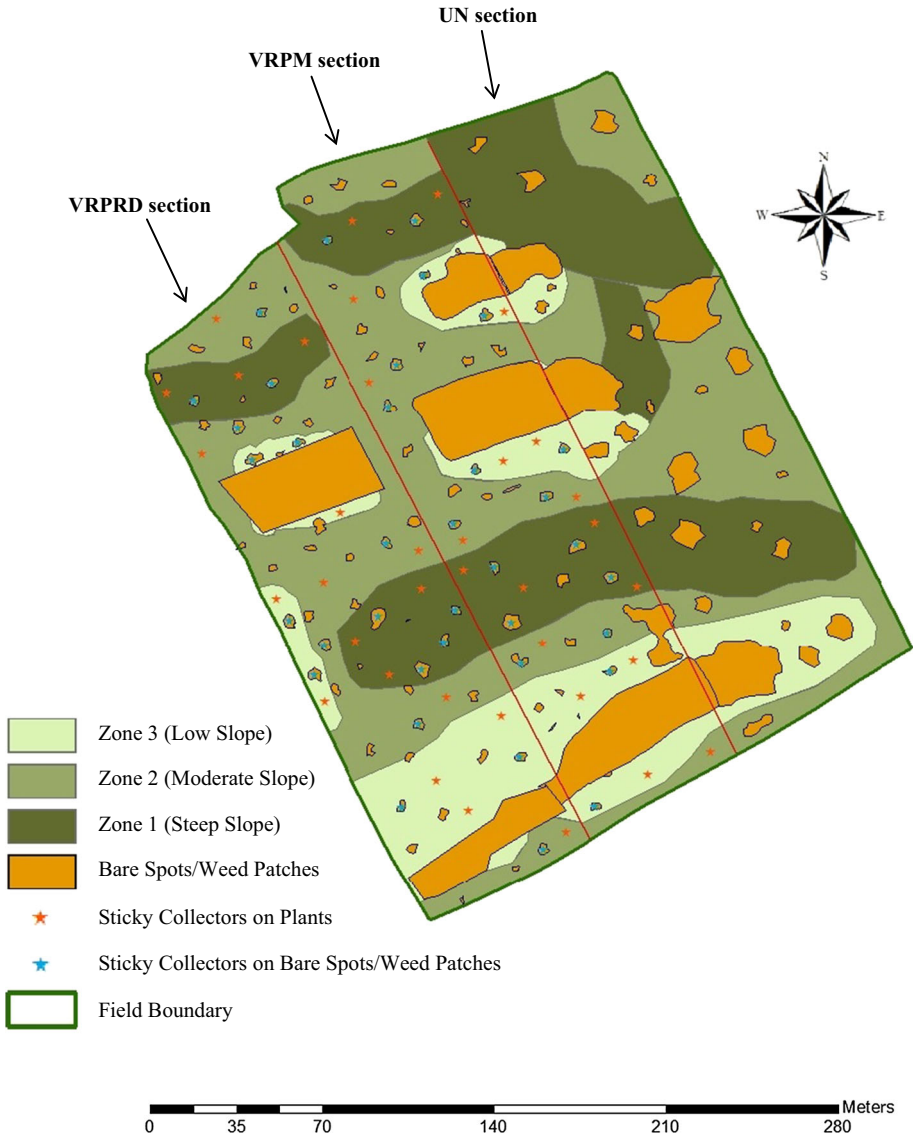 UN section
VRPM section
VRPRD section
N
W E
S
Zone 3 (Low Slope)
Zone 2 (Moderate Slope)
Zone 1 (Steep Slope)
Bare Spots/Weed Patches
Sticky Collectors on Plants
Sticky Collectors on Bare Spots/Weed Patches
Field Boundary
Meters
0 35 70 140 210 280